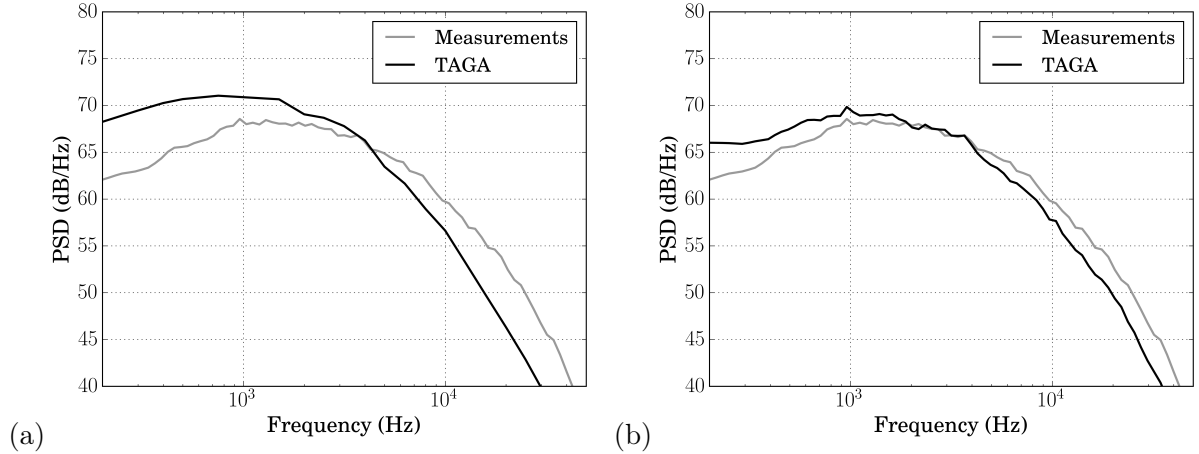 80
75
70
65
60
55
50
45
40
PSD (dB/Hz)
Measurements
TAGA
10³ 10⁴
Frequency (Hz)
(a)
80
75
70
65
60
55
50
45
40
PSD (dB/Hz)
Measurements
TAGA
10³ 10⁴
Frequency (Hz)
(b)